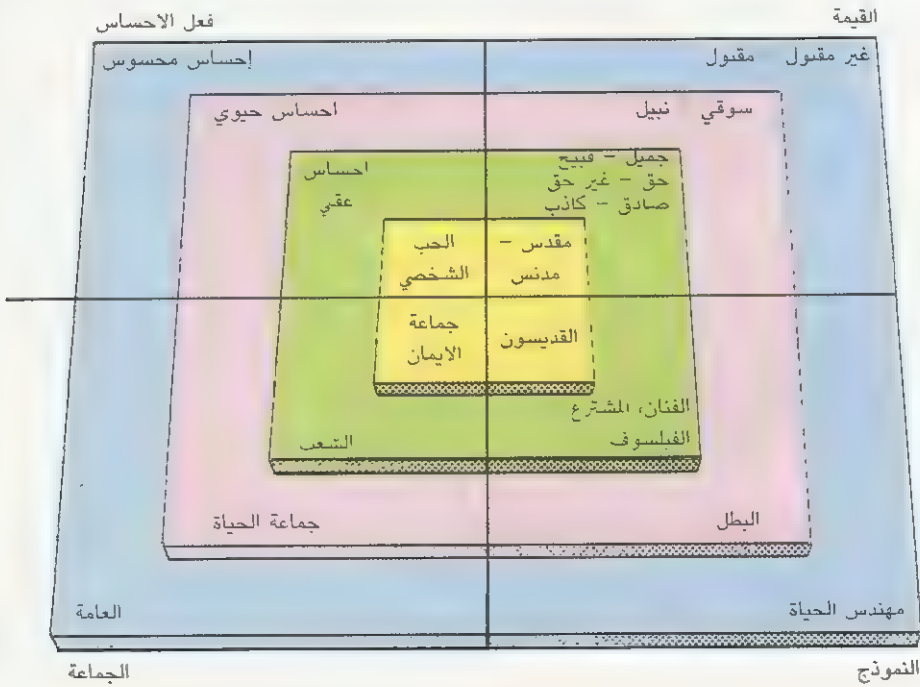 القيمة
فعل الاحساس
غير مقبول مقبول
إحساس محسوس
سوقي نبيل
احساس حيوي
جميل – قبيح
حق – غير حق
صادق – كاذب
احساس
عقي
مقدس –
مدنس
الحب
الشخصي
القديسون
جماعة
الايمان
الفنان، المشترع
الفيلسوف
الشعب
البطل
جماعة الحياة
مهندس الحياة
العامة
النموذج
الجماعة